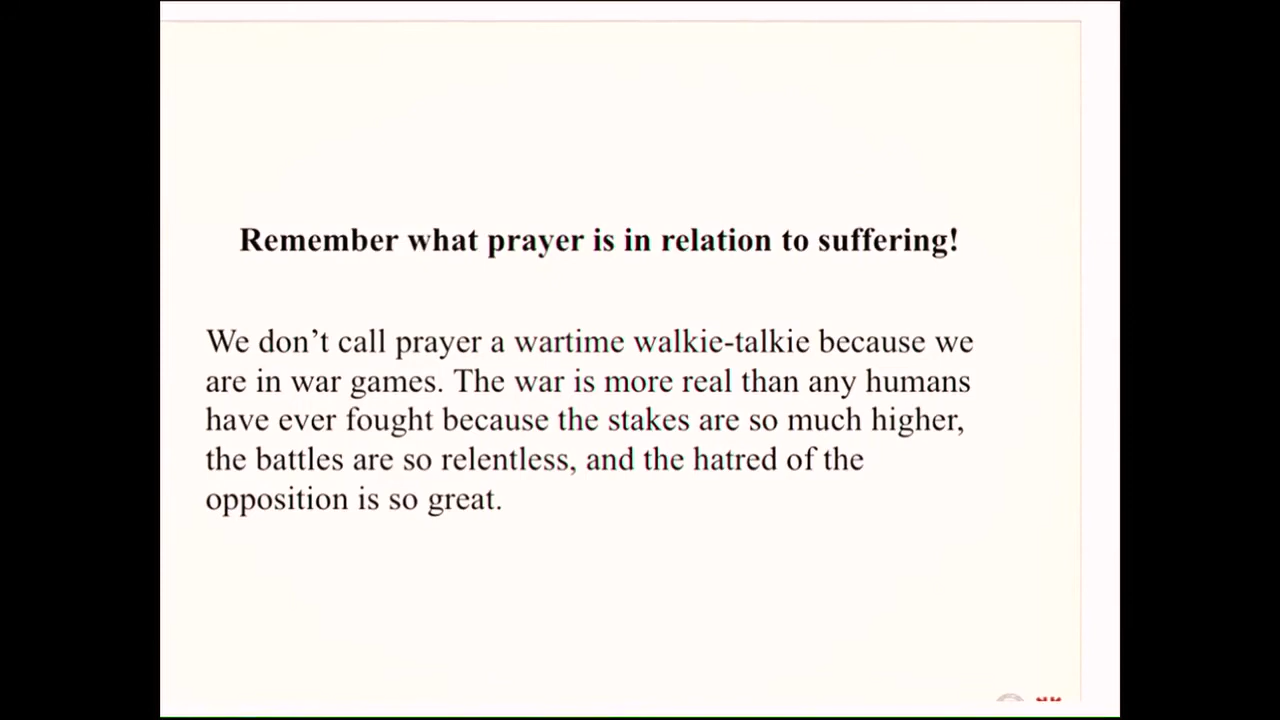 Remember what prayer is in relation to suffering!
We don't call prayer a wartime walkie-talkie because we
are in war games. The war is more real than any humans
have ever fought because the stakes are so much higher,
the battles are so relentless, and the hatred of the
opposition is so great.